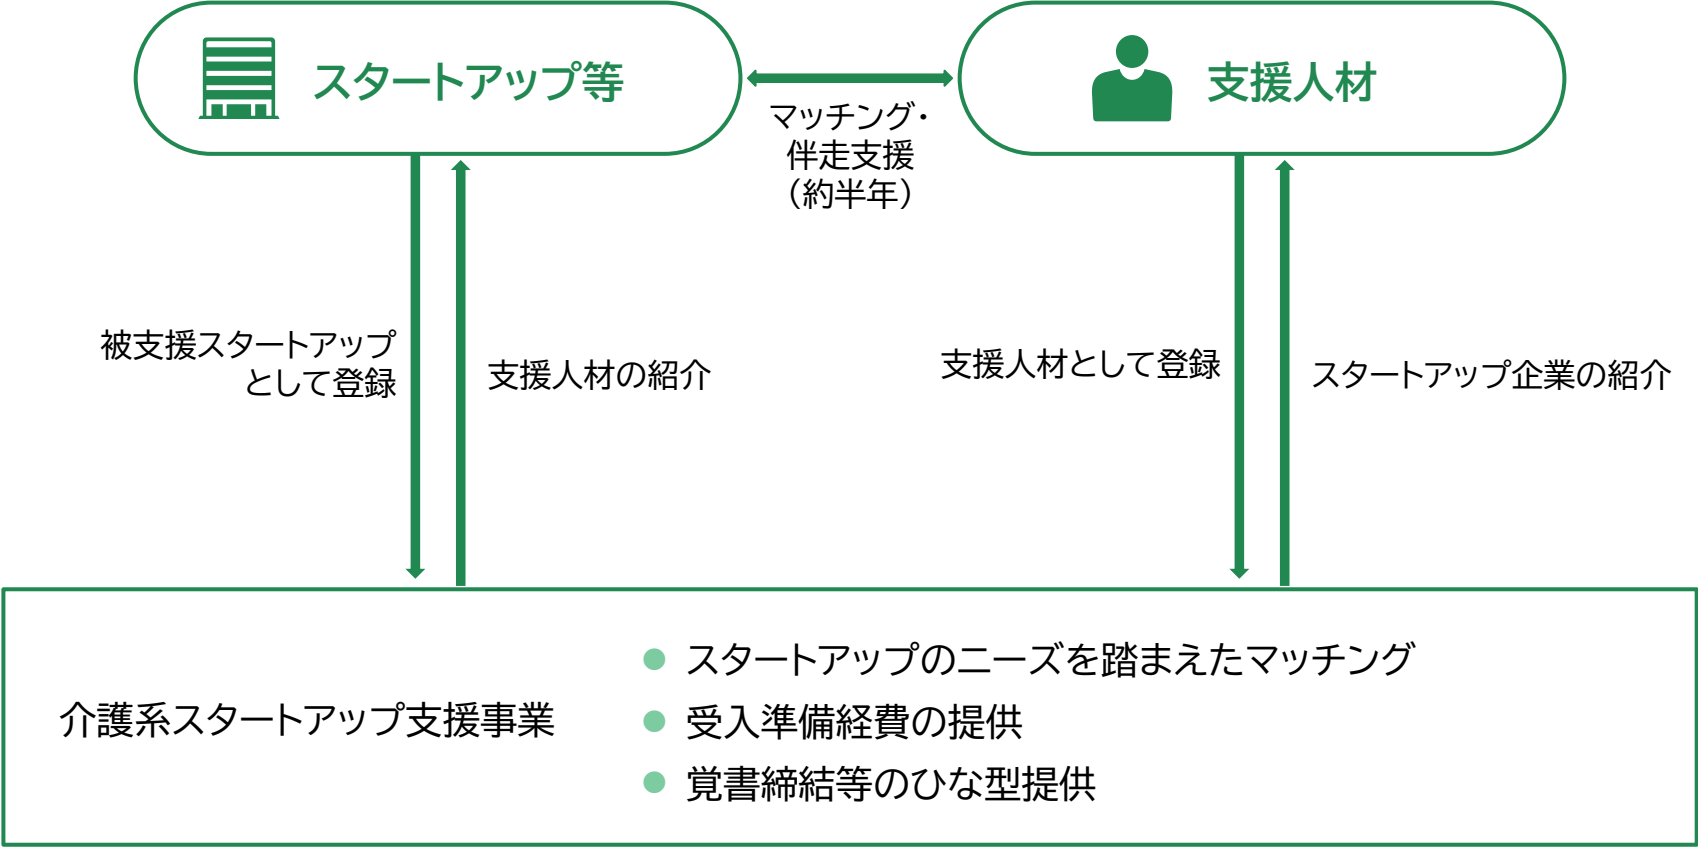 スタートアップ等
支援人材
マッチング・
伴走支援
（約半年）
被支援スタートアップ
として登録
支援人材の紹介
支援人材として登録
スタートアップ企業の紹介
介護系スタートアップ支援事業
● スタートアップのニーズを踏まえたマッチング
● 受入準備経費の提供
● 覚書締結等のひな型提供